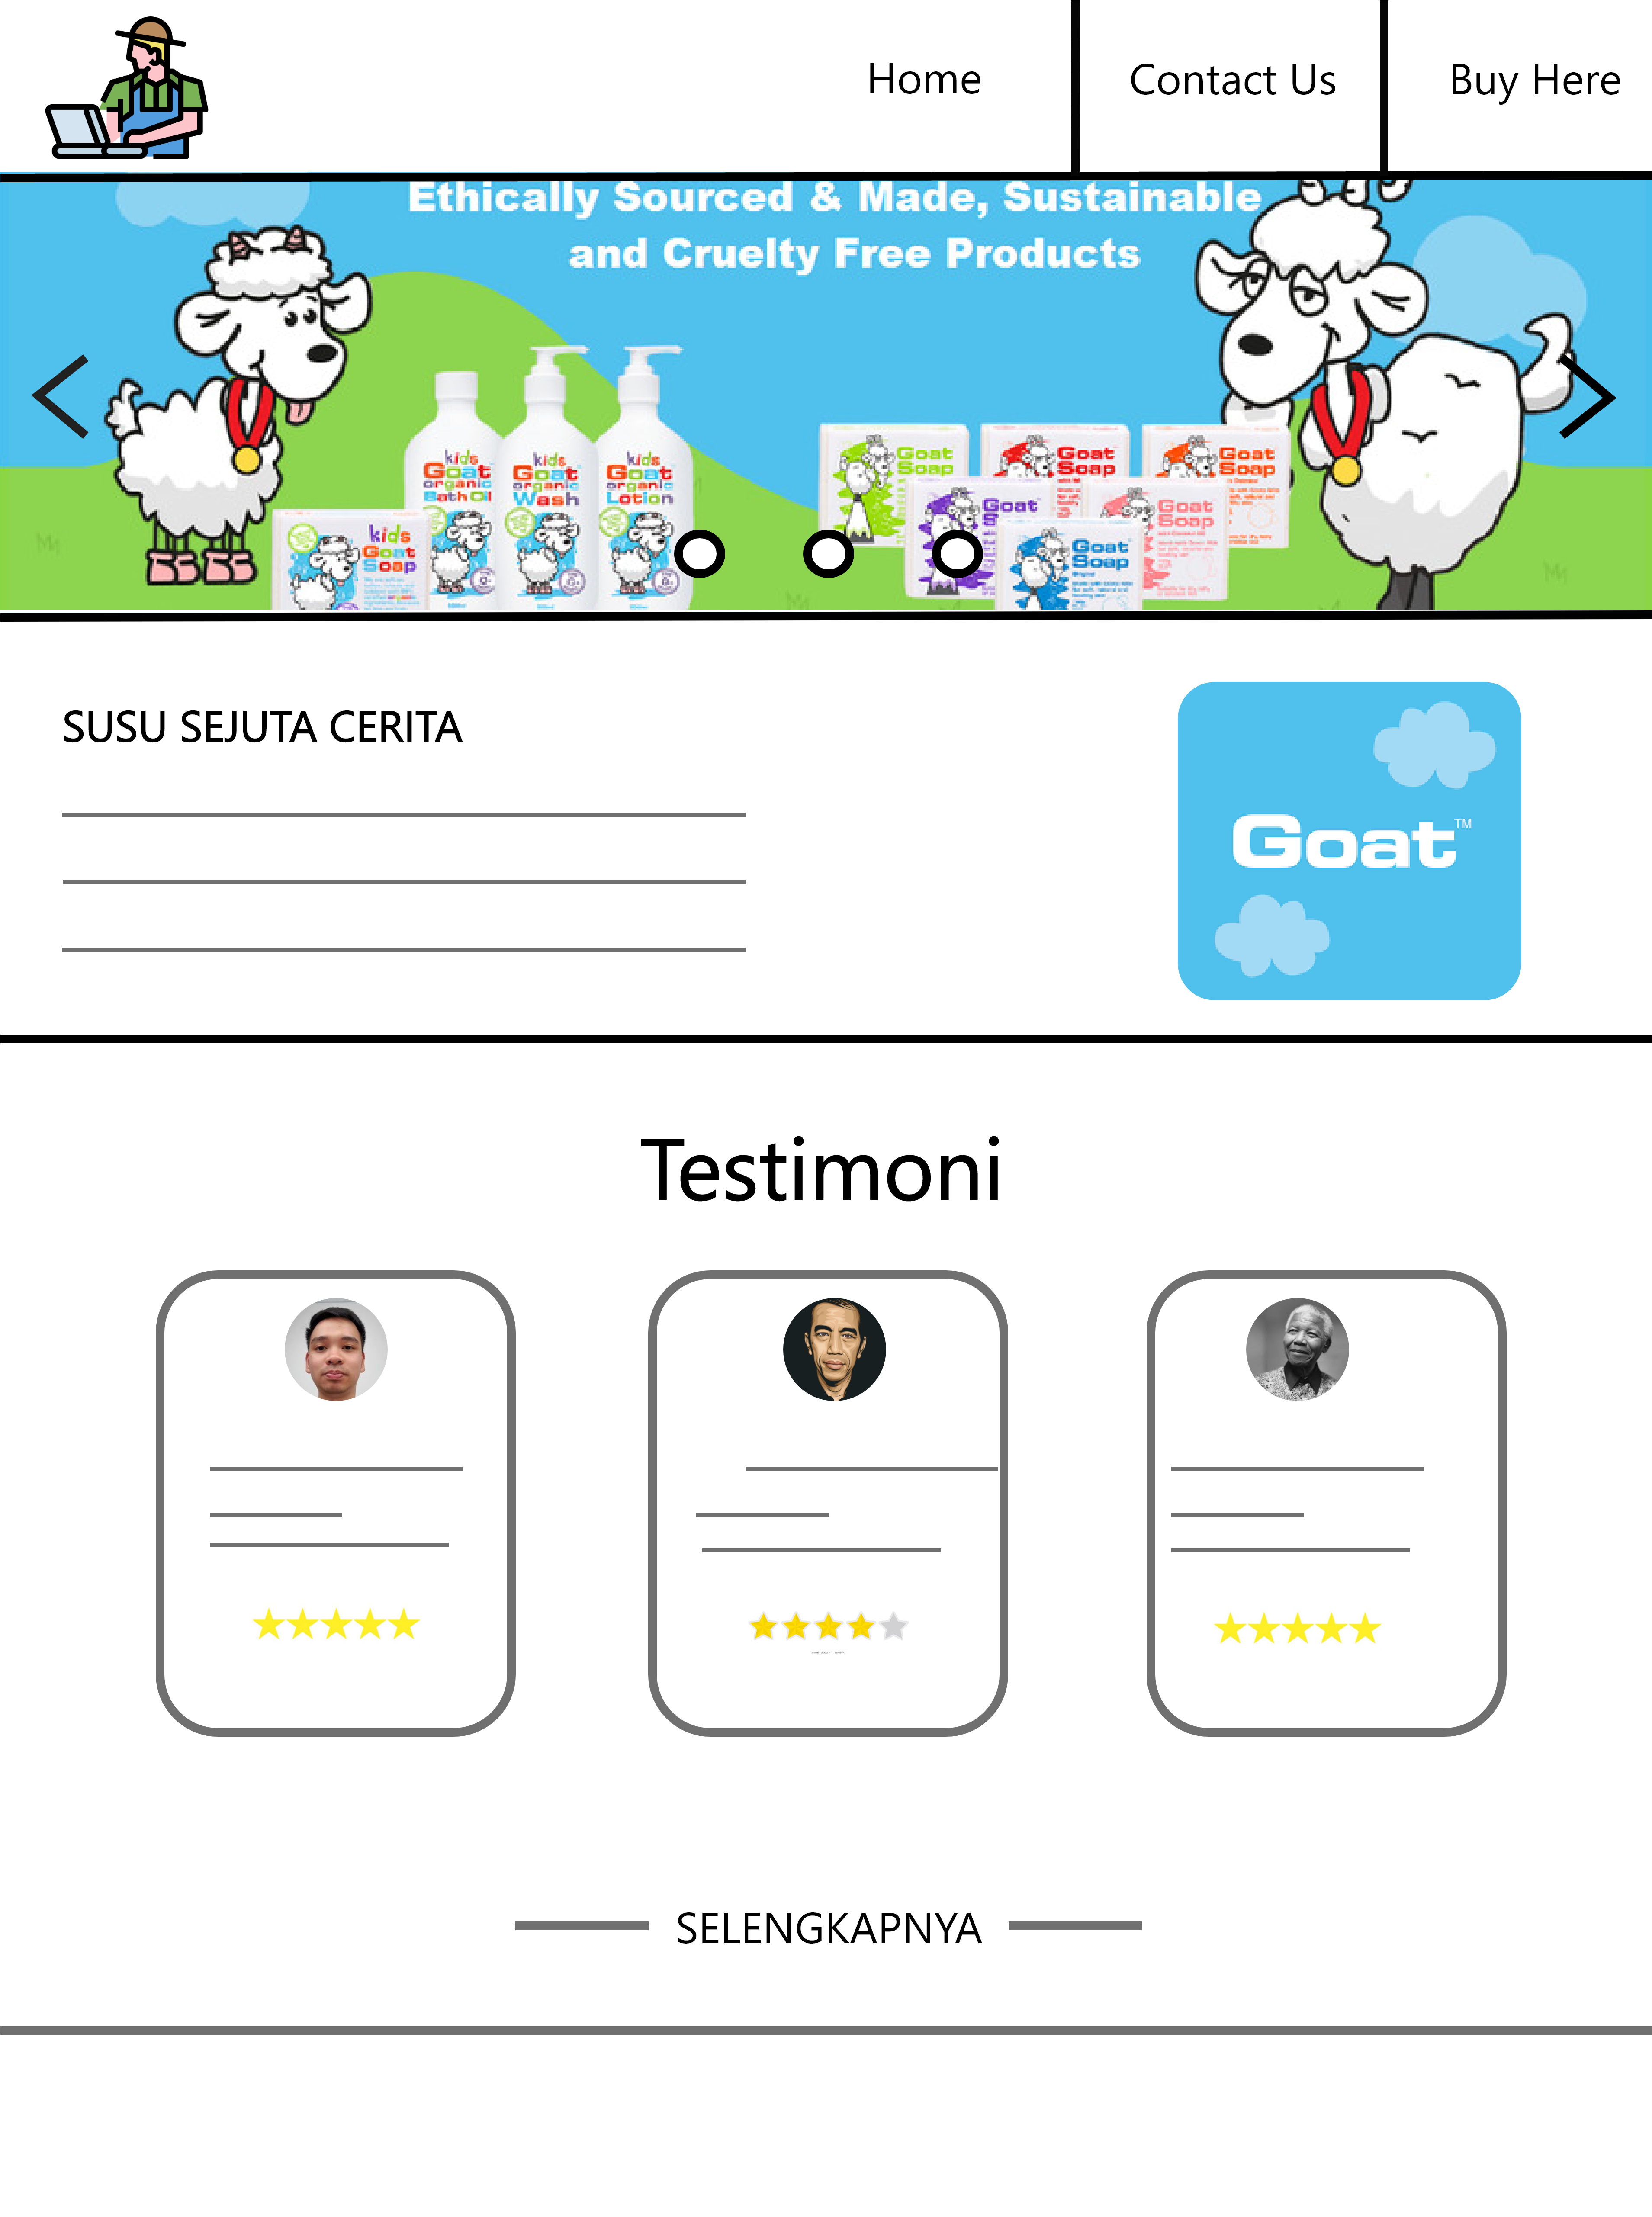 Home
Contact Us
Buy Here
Ethically Sourced & Made, Sustainable
and Cruelty Free Products
kids
Goat
organic
Bath Oil
kids
Goat
organic
Wash
kids
Goat
organic
Lotion
kids
Goat
Soap
Goat
Soap
Goat
Soap
Goat
Soap
Goat
Goat
Soap
Goat
Soap
SUSU SEJUTA CERITA
Goat™
Testimoni
SELENGKAPNYA